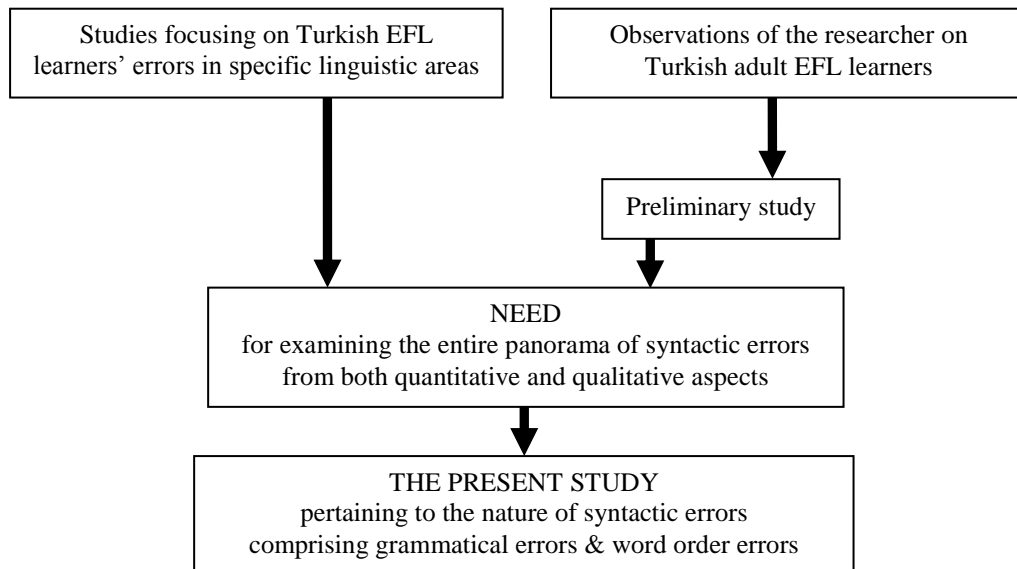 Studies focusing on Turkish EFL
learners’ errors in specific linguistic areas
Observations of the researcher on
Turkish adult EFL learners
Preliminary study
NEED
for examining the entire panorama of syntactic errors
from both quantitative and qualitative aspects
THE PRESENT STUDY
pertaining to the nature of syntactic errors
comprising grammatical errors & word order errors